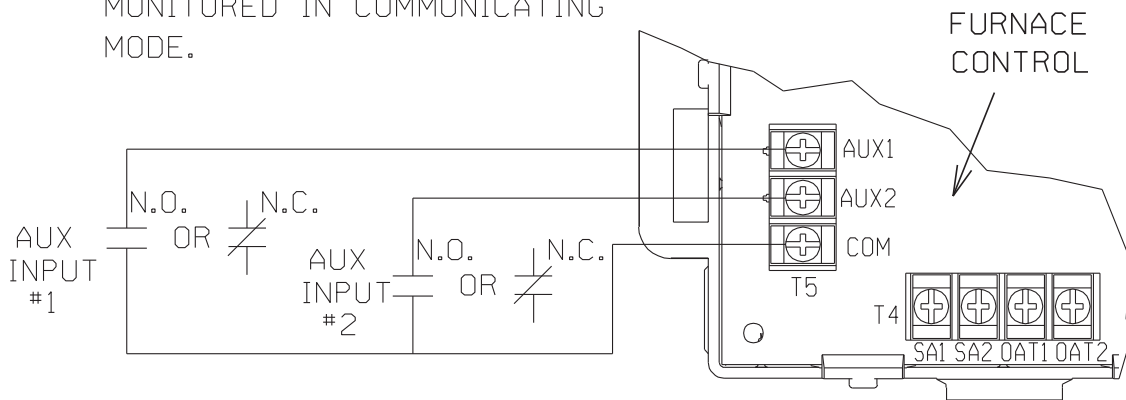 MONITORED IN COMMUNICATING
MODE.
FURNACE
CONTROL
AUX1
AUX2
COM
T5
N.O.
OR
N.C.
AUX
INPUT
#1
N.O.
OR
N.C.
AUX
INPUT
#2
T4
SA1 SA2 OAT1 OAT2